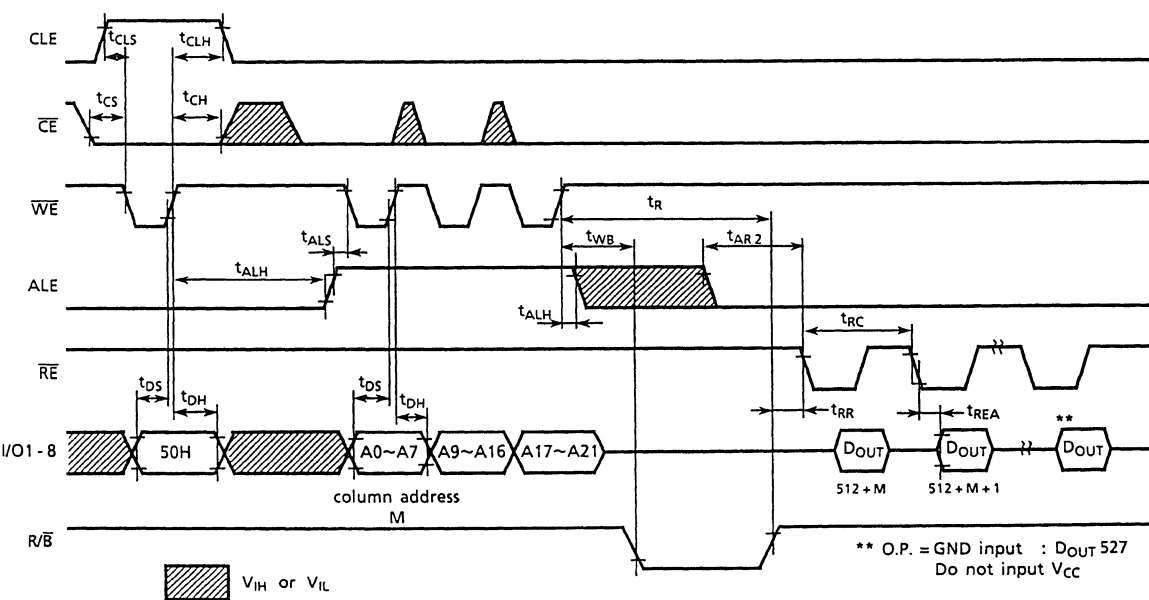 CLE
tCLS
tCLH
CE
tCS
tCH
WE
tR
tALS
tWB
tAR2
ALE
tALH
tALH
tRC
RE
tDS
tDH
tDS
tDH
tRR
tREA
**
I/O1 - 8
50H
A0~A7
A9~A16
A17~A21
DOUT
DOUT
DOUT
512 + M
512 + M + 1
column address
M
R/B
** O.P. = GND input : DOUT 527
Do not input VCC
VIH or VIL